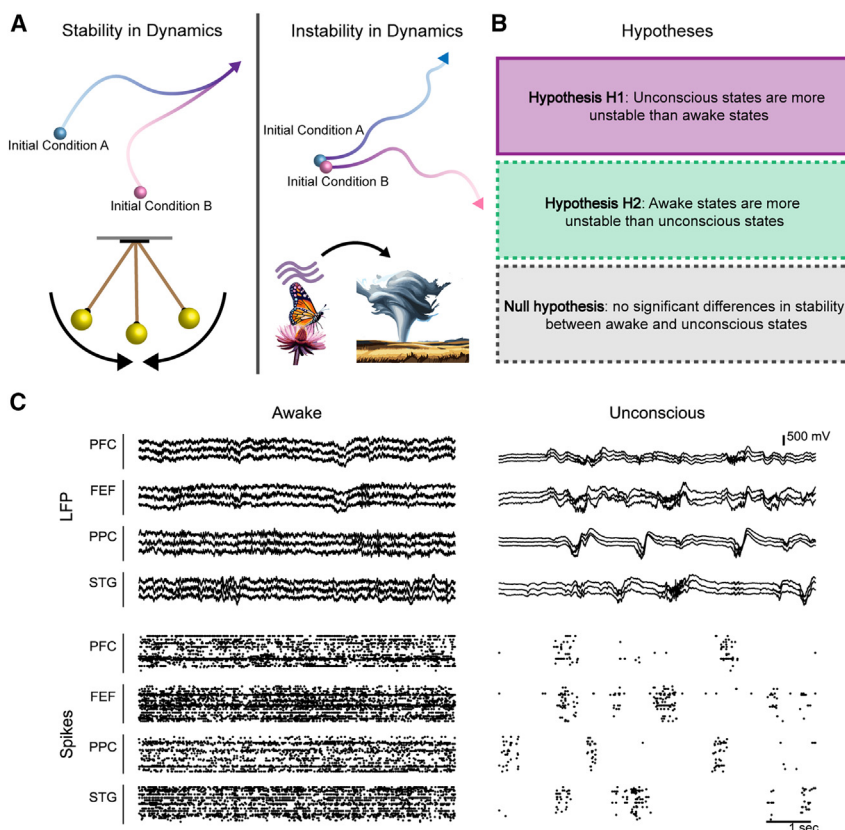 A
Stability in Dynamics
Initial Condition A
Initial Condition B
Instability in Dynamics
Initial Condition A
Initial Condition B
B
Hypotheses
Hypothesis H1: Unconscious states are more
unstable than awake states
Hypothesis H2: Awake states are more
unstable than unconscious states
Null hypothesis: no significant differences in stability
between awake and unconscious states
C
Awake
Unconscious
500 mV
LFP
PFC
FEF
PPC
STG
Spikes
PFC
FEF
PPC
STG
1 sec